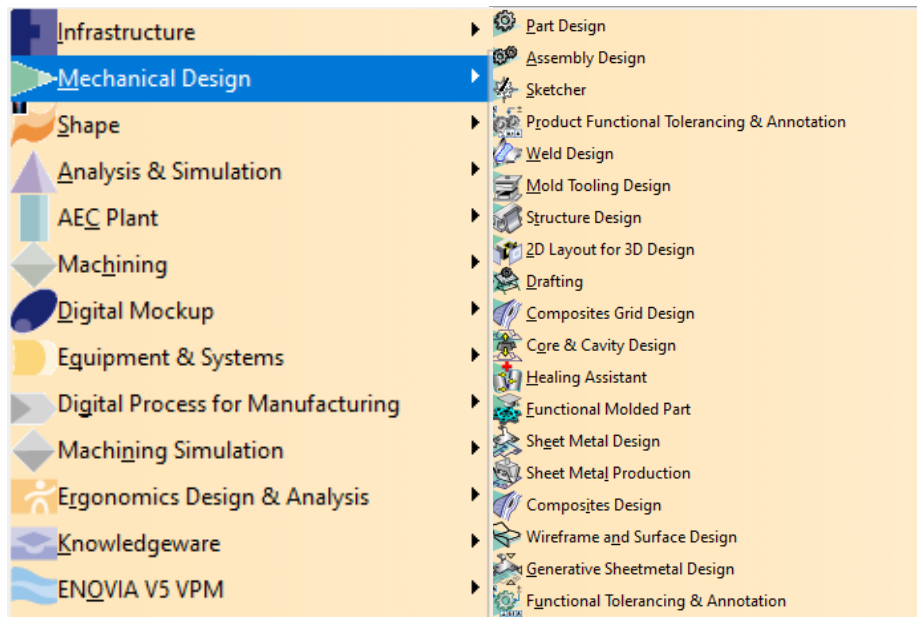 Infrastructure
Mechanical Design
Shape
Analysis & Simulation
AEC Plant
Machining
Digital Mockup
Equipment & Systems
Digital Process for Manufacturing
Machining Simulation
Ergonomics Design & Analysis
Knowledgeware
ENOVIA V5 VPM
Part Design
Assembly Design
Sketcher
Product Functional Tolerancing & Annotation
Weld Design
Mold Tooling Design
Structure Design
2D Layout for 3D Design
Drafting
Composites Grid Design
Core & Cavity Design
Healing Assistant
Functional Molded Part
Sheet Metal Design
Sheet Metal Production
Composites Design
Wireframe and Surface Design
Generative Sheetmetal Design
Functional Tolerancing & Annotation